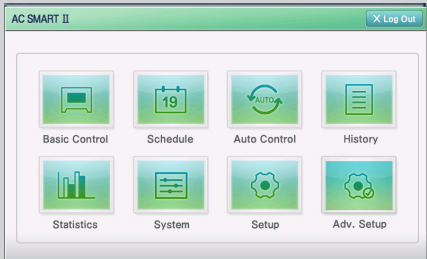 AC SMART II
X Log Out
19
AUTO
Basic Control
Schedule
Auto Control
History
Statistics
System
Setup
Adv. Setup